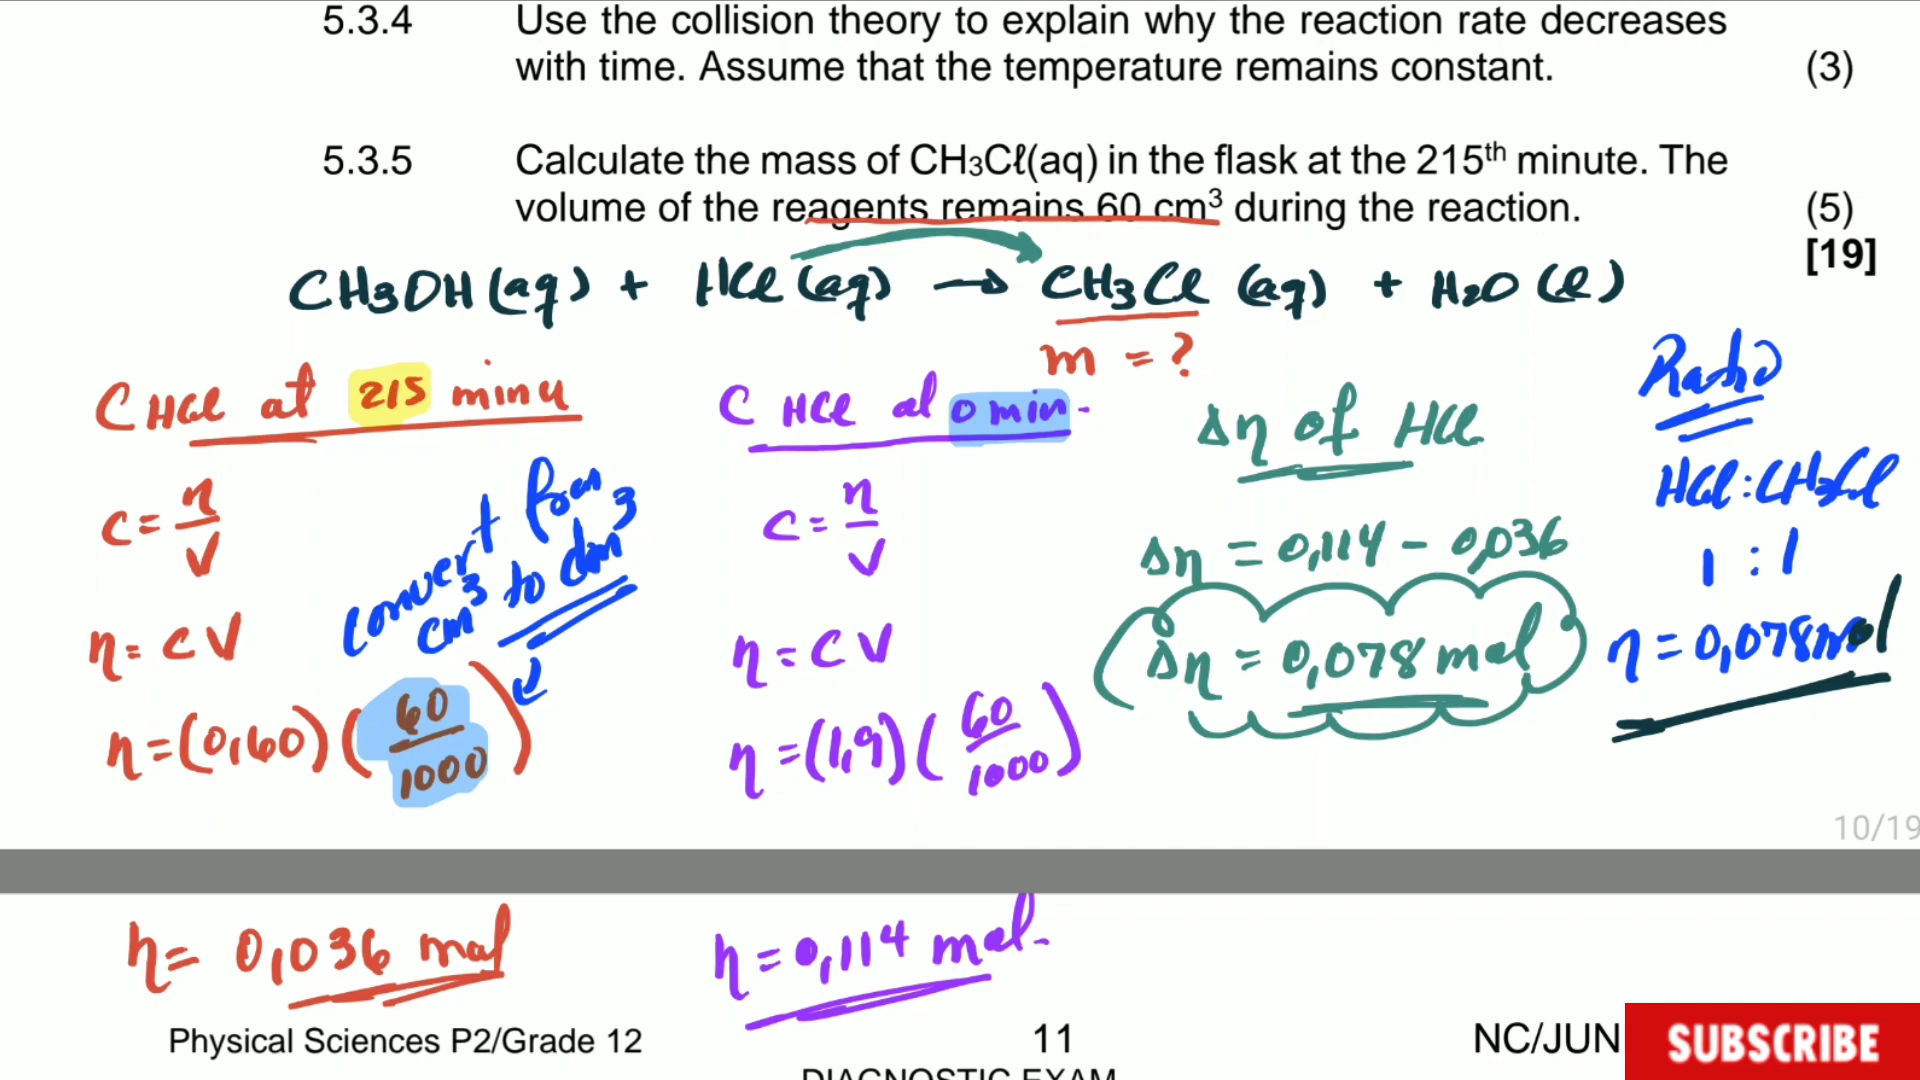 5.3.4 Use the collision theory to explain why the reaction rate decreases
with time. Assume that the temperature remains constant. (3)
5.3.5 Calculate the mass of CH3Cℓ(aq) in the flask at the 215th minute. The
volume of the reagents remains 60 cm³ during the reaction. (5)
[19]
CH3OH(aq) + HCl(aq) → CH3Cl(aq) + H2O(l)
m = ?
CHCl at 215 minu
C = n/V
convert from cm³ to dm³
n = CV
n = (0,60)(60/1000)
C HCl at 0 min.
C = n/V
n = CV
n = (1,9)(60/1000)
Δn of HCl
Δn = 0,114 - 0,036
Δn = 0,078 mol
Ratio
HCl : CH3Cl
1 : 1
n = 0,078mol
10/19
n = 0,036 mol
n = 0,114 mol.
Physical Sciences P2/Grade 12 11 NC/JUN
DIAGNOSTIC EXAM
SUBSCRIBE